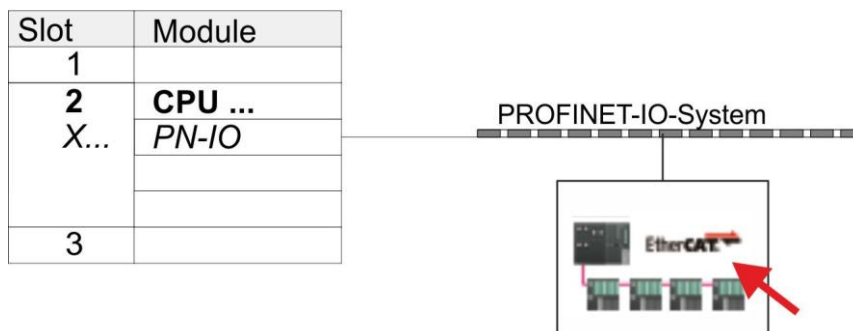 Slot Module
1
2 CPU ...
X... PN-IO
3
PROFINET-IO-System
EtherCAT